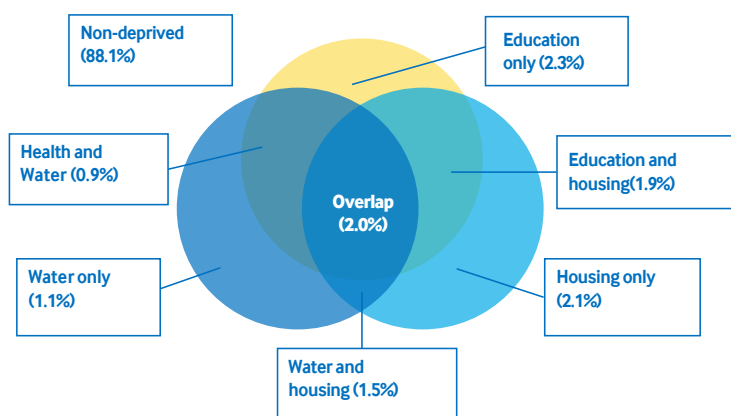 Non-deprived
(88.1%)
Education
only (2.3%)
Health and
Water (0.9%)
Education and
housing(1.9%)
Overlap
(2.0%)
Water only
(1.1%)
Housing only
(2.1%)
Water and
housing (1.5%)